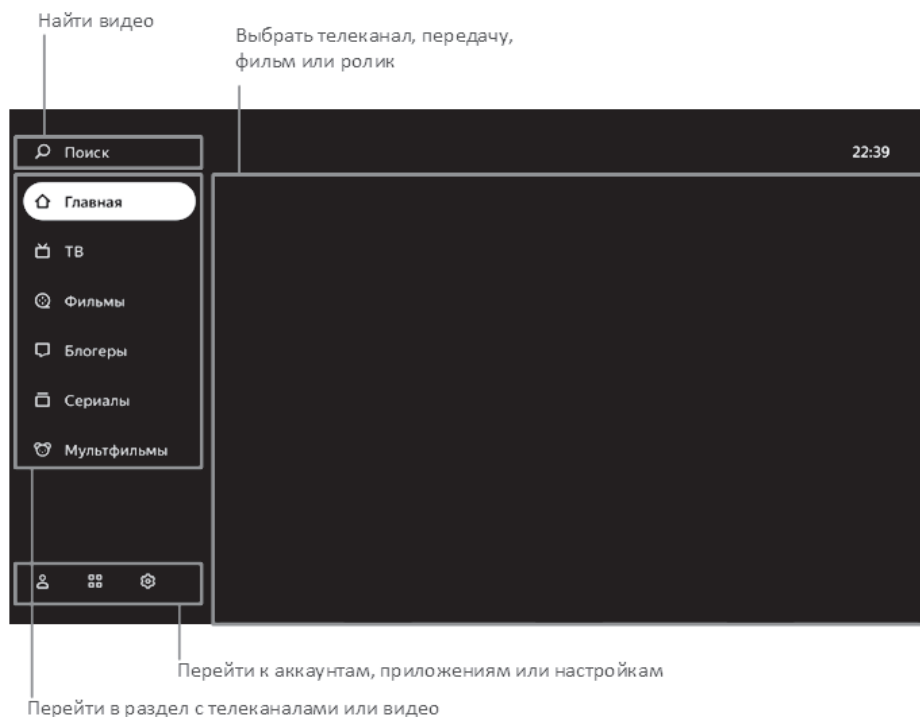 Найти видео
Выбрать телеканал, передачу,
фильм или ролик
Поиск
22:39
Главная
ТВ
Фильмы
Блогеры
Сериалы
Мультфильмы
Перейти к аккаунтам, приложениям или настройкам
Перейти в раздел с телеканалами или видео